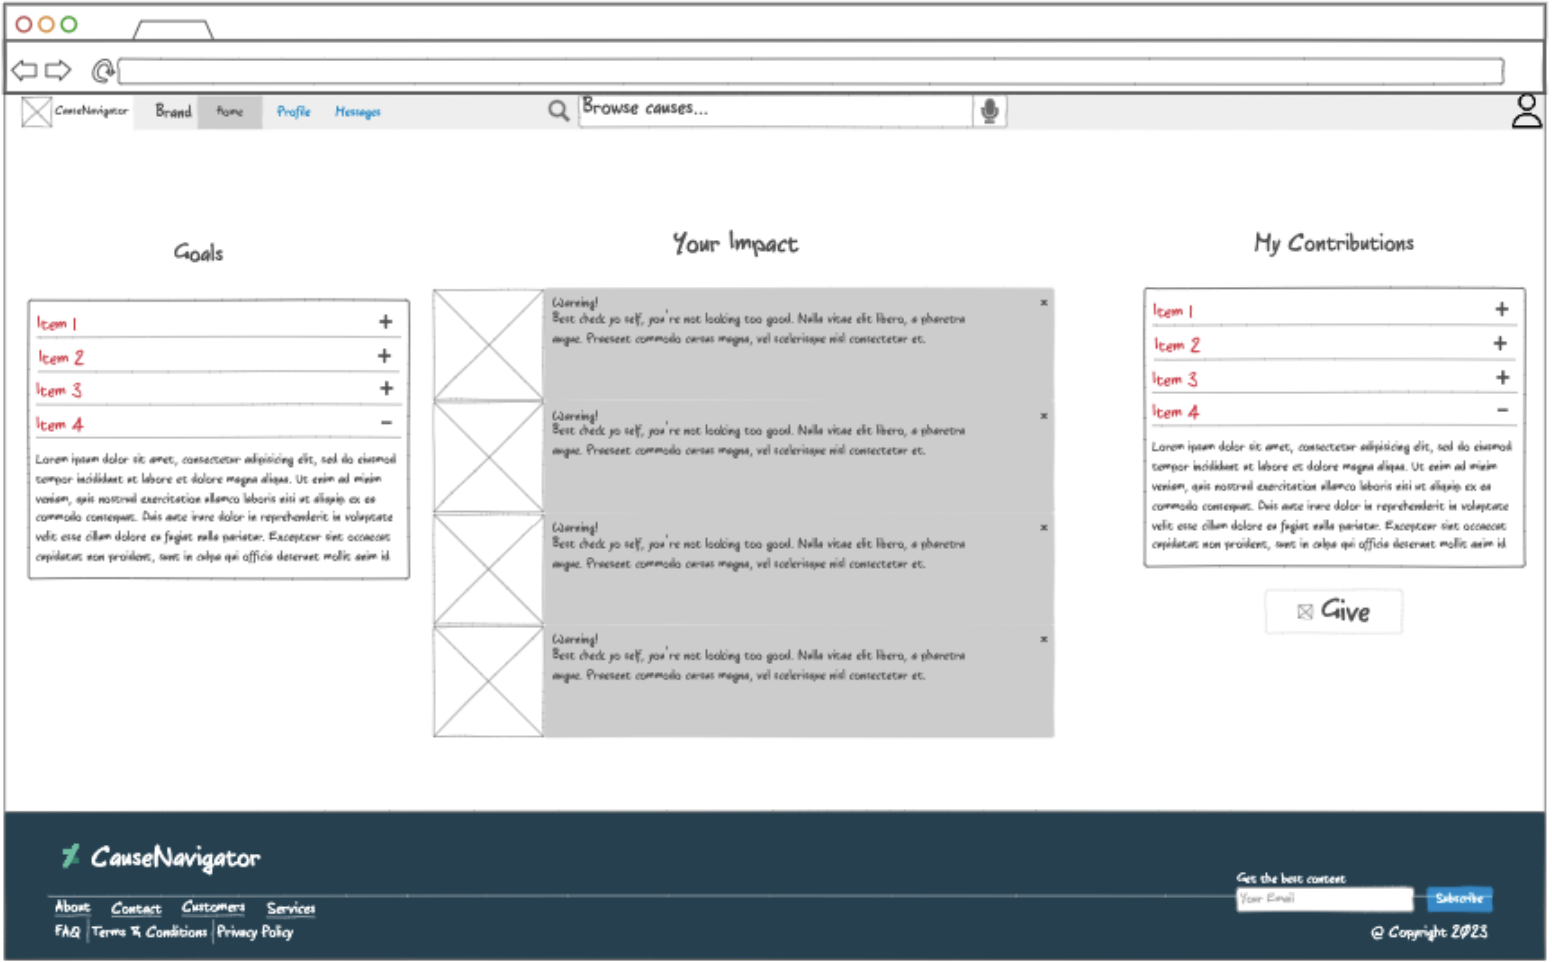 CauseNavigator Brand Home Profile Messages Browse causes...
Goals
Item 1 +
Item 2 +
Item 3 +
Item 4 -
Lorem ipsum dolor sit amet, consectetur adipisicing elit, sed do eiusmod
tempor incididunt ut labore et dolore magna aliqua. Ut enim ad minim
veniam, quis nostrud exercitation ullamco laboris nisi ut aliquip ex ea
commodo consequat. Duis aute irure dolor in reprehenderit in voluptate
velit esse cillum dolore eu fugiat nulla pariatur. Excepteur sint occaecat
cupidatat non proident, sunt in culpa qui officia deserunt mollit anim id
Your Impact
Warning! x
Best check yo self, you're not looking too good. Nulla vitae elit libero, a pharetra
augue. Praesent commodo cursus magna, vel scelerisque nisl consectetur et.
Warning! x
Best check yo self, you're not looking too good. Nulla vitae elit libero, a pharetra
augue. Praesent commodo cursus magna, vel scelerisque nisl consectetur et.
Warning! x
Best check yo self, you're not looking too good. Nulla vitae elit libero, a pharetra
augue. Praesent commodo cursus magna, vel scelerisque nisl consectetur et.
Warning! x
Best check yo self, you're not looking too good. Nulla vitae elit libero, a pharetra
augue. Praesent commodo cursus magna, vel scelerisque nisl consectetur et.
My Contributions
Item 1 +
Item 2 +
Item 3 +
Item 4 -
Lorem ipsum dolor sit amet, consectetur adipisicing elit, sed do eiusmod
tempor incididunt ut labore et dolore magna aliqua. Ut enim ad minim
veniam, quis nostrud exercitation ullamco laboris nisi ut aliquip ex ea
commodo consequat. Duis aute irure dolor in reprehenderit in voluptate
velit esse cillum dolore eu fugiat nulla pariatur. Excepteur sint occaecat
cupidatat non proident, sunt in culpa qui officia deserunt mollit anim id
Give
CauseNavigator
About Contact Customers Services
FAQ | Terms & Conditions | Privacy Policy
Get the best content
Your Email Subscribe
@ Copyright 2023